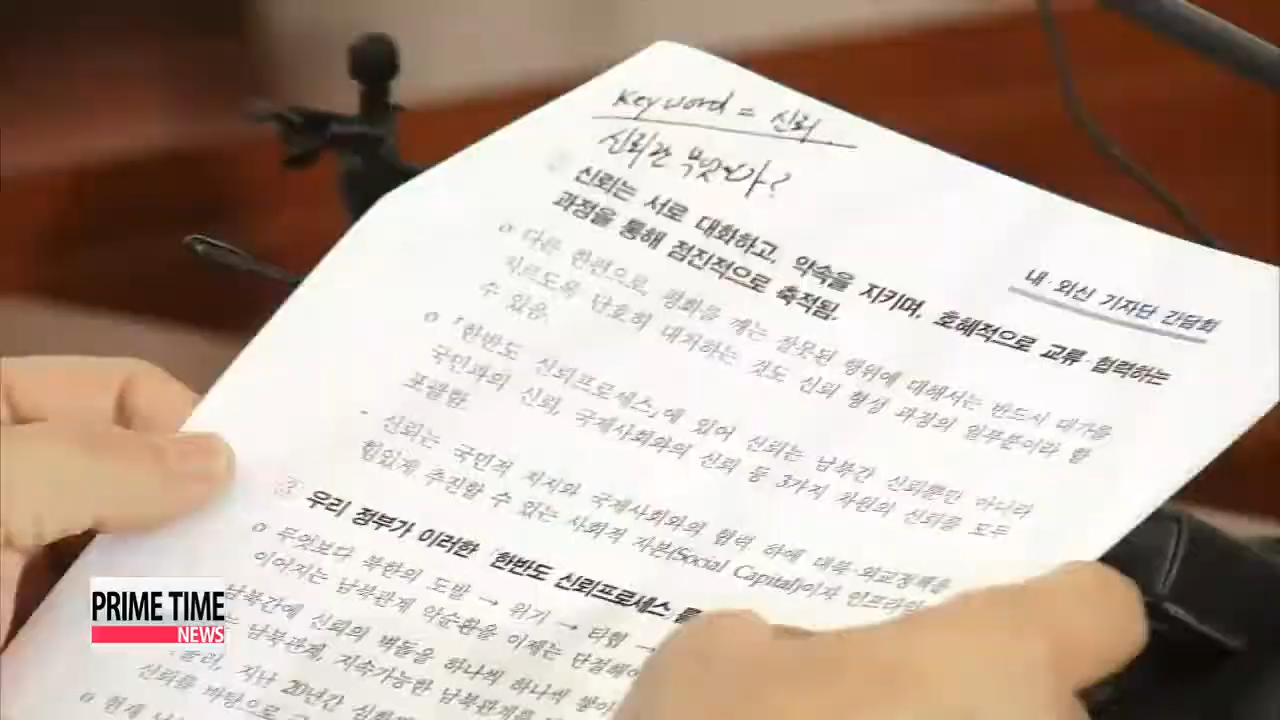 Keyword = 신뢰
신뢰란 무엇인가?
내·외신 기자단 간담회
신뢰는 서로 대화하고, 약속을 지키며, 호혜적으로 교류·협력하는
과정을 통해 점진적으로 축적됨.
o 다른 한편으로, 평화를 깨는 잘못된 행위에 대해서는 반드시 대가를
치르도록 단호히 대처하는 것도 신뢰 형성 과정의 일부분이라 할
수 있음.
o 「한반도 신뢰프로세스」에 있어 신뢰는 남북간 신뢰뿐만 아니라
국민과의 신뢰, 국제사회와의 신뢰 등 3가지 차원의 신뢰를 모두
포괄함.
- 신뢰는 국민적 지지와 국제사회와의 협력 하에 대북·외교정책을
힘있게 추진할 수 있는 사회적 자본(Social Capital)이자 인프라
③ 우리 정부가 이러한 「한반도 신뢰프로세스」를
o 무엇보다 북한의 도발 → 위기 → 타협 →
이어지는 남북관계 악순환을 이제는 단절해야
남북간에 신뢰의 벽돌을 하나씩 하나씩 쌓아
남북관계, 지속가능한 남북관계를
지난 20년간
신뢰를 바탕으로
o 현재
PRIME TIME
NEWS